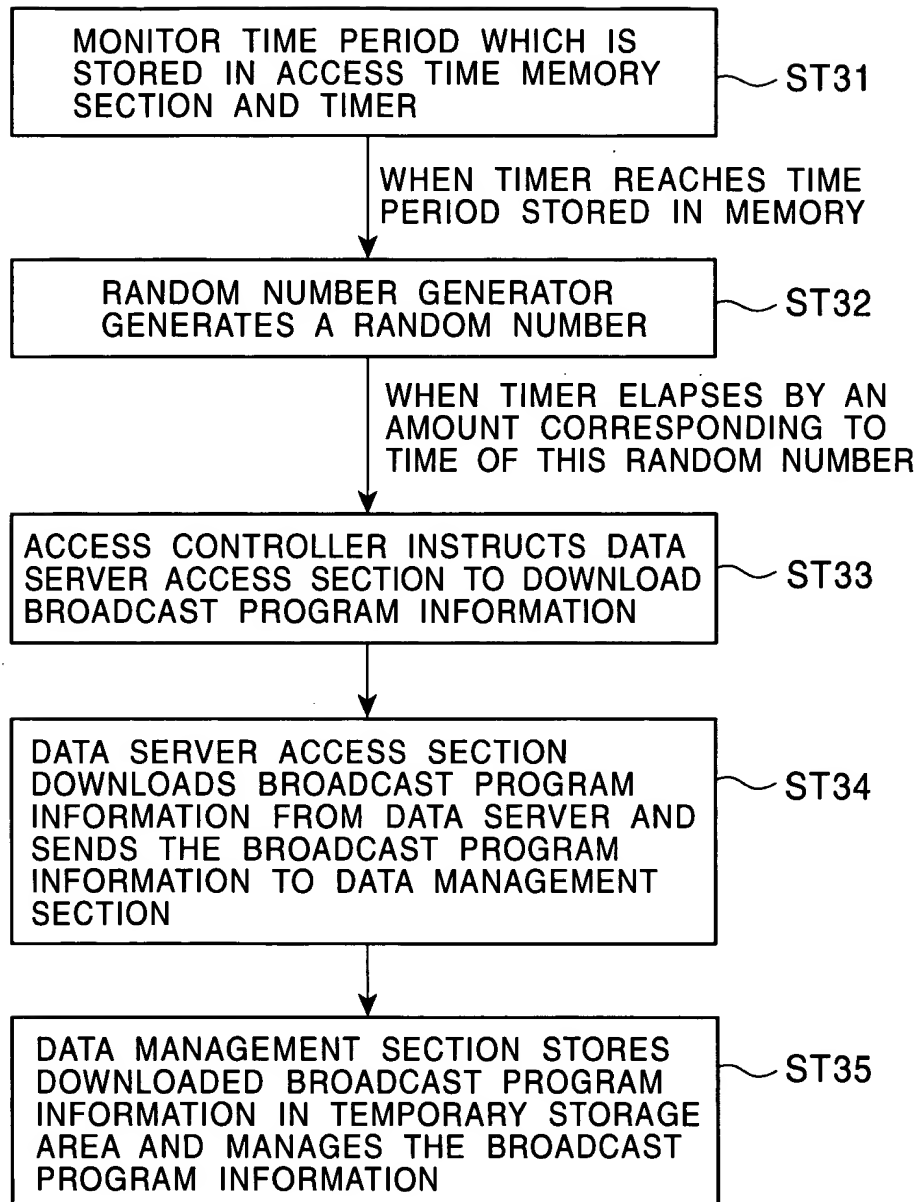 MONITOR TIME PERIOD WHICH IS
STORED IN ACCESS TIME MEMORY
SECTION AND TIMER
ST31
WHEN TIMER REACHES TIME
PERIOD STORED IN MEMORY
RANDOM NUMBER GENERATOR
GENERATES A RANDOM NUMBER
ST32
WHEN TIMER ELAPSES BY AN
AMOUNT CORRESPONDING TO
TIME OF THIS RANDOM NUMBER
ACCESS CONTROLLER INSTRUCTS DATA
SERVER ACCESS SECTION TO DOWNLOAD
BROADCAST PROGRAM INFORMATION
ST33
DATA SERVER ACCESS SECTION
DOWNLOADS BROADCAST PROGRAM
INFORMATION FROM DATA SERVER AND
SENDS THE BROADCAST PROGRAM
INFORMATION TO DATA MANAGEMENT
SECTION
ST34
DATA MANAGEMENT SECTION STORES
DOWNLOADED BROADCAST PROGRAM
INFORMATION IN TEMPORARY STORAGE
AREA AND MANAGES THE BROADCAST
PROGRAM INFORMATION
ST35